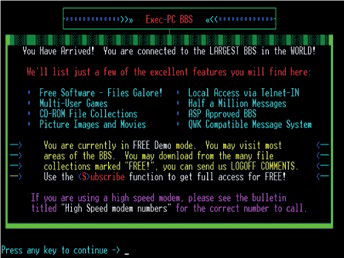 Exec-PC BBS
You Have Arrived! You are connected to the LARGEST BBS in the WORLD!
We'll list just a few of the excellent features you will find here:
Free Software - Files Galore! Local Access via Telnet-IN
Multi-User Games Half a Million Messages
CD-ROM File Collections ASP Approved BBS
Picture Images and Movies QWK Compatible Message System
You are currently in FREE Demo mode. You may visit most
areas of the BBS. You may download from the many file
collections marked "FREE!", you can send us LOGOFF COMMENTS.
Use the <S>ubscribe function to get full access for FREE!
If you are using a high speed modem, please see the bulletin
titled "High Speed modem numbers" for the correct number to call.
Press any key to continue -> _